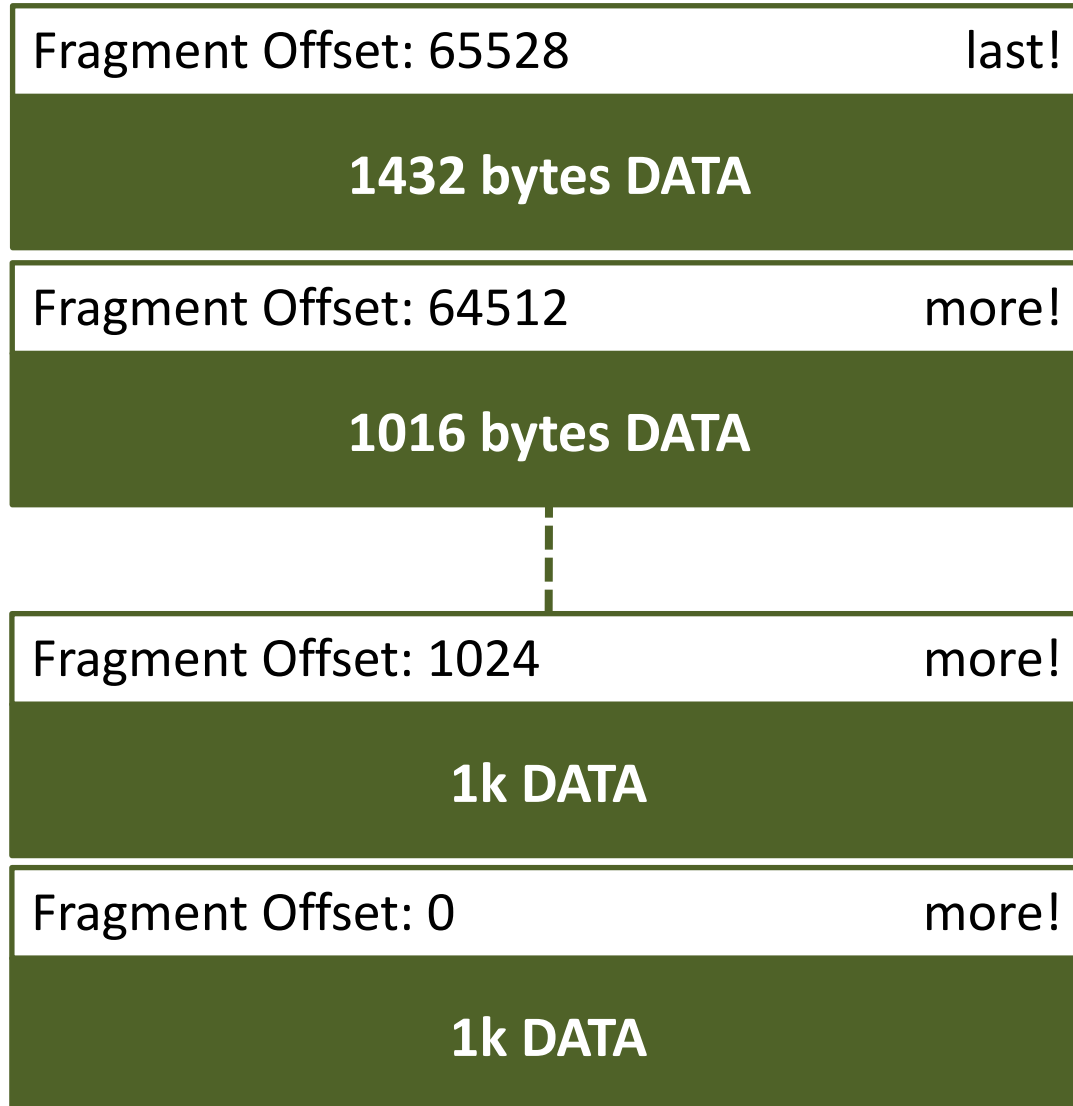 Fragment Offset: 65528 last!
1432 bytes DATA
Fragment Offset: 64512 more!
1016 bytes DATA
Fragment Offset: 1024 more!
1k DATA
Fragment Offset: 0 more!
1k DATA